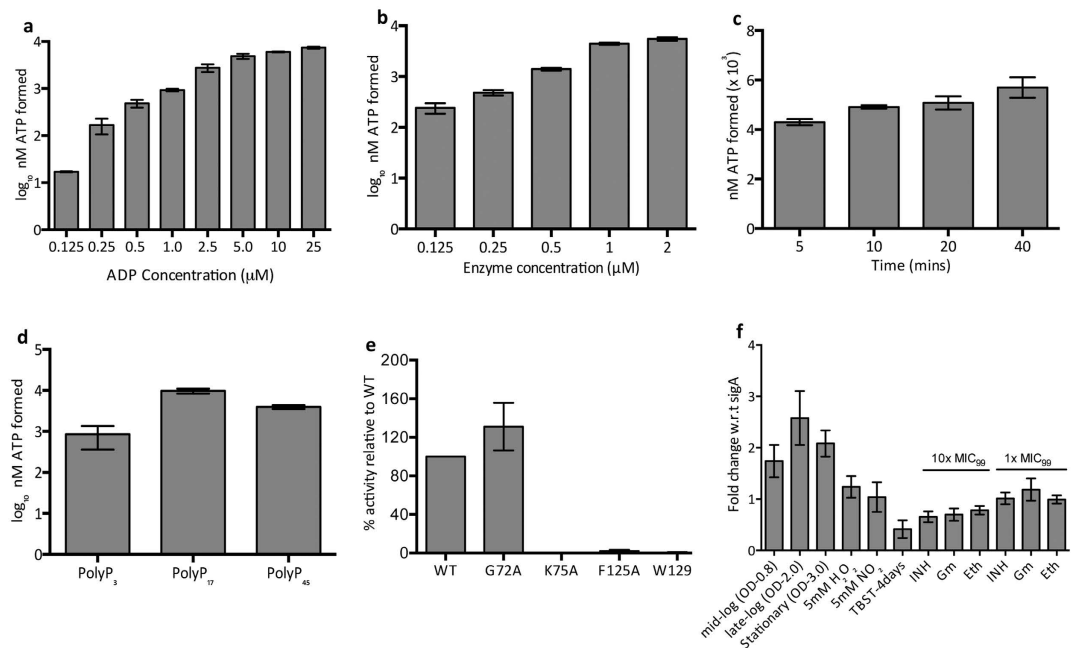 a
log₁₀ nM ATP formed
4
3
2
1
0
0.125 0.25 0.5 1.0 2.5 5.0 10 25
ADP Concentration (µM)
b
log₁₀ nM ATP formed
4
3
2
1
0
0.125 0.25 0.5 1 2
Enzyme concentration (µM)
c
nM ATP formed (x 10³)
8
6
4
2
0
5 10 20 40
Time (mins)
d
log₁₀ nM ATP formed
5
4
3
2
1
0
PolyP₃ PolyP₁₇ PolyP₄₅
e
% activity relative to WT
200
160
120
80
40
0
WT G72A K75A F125A W129
f
Fold change w.r.t sigA
4
3
2
1
0
10x MIC₉₉ 1x MIC₉₉
mid-log (OD-0.8)
late-log (OD-2.0)
Stationary (OD-3.0)
5mM H₂O₂
5mM NO₂⁻
TBST-4days
INH
Gm
Eth
INH
Gm
Eth